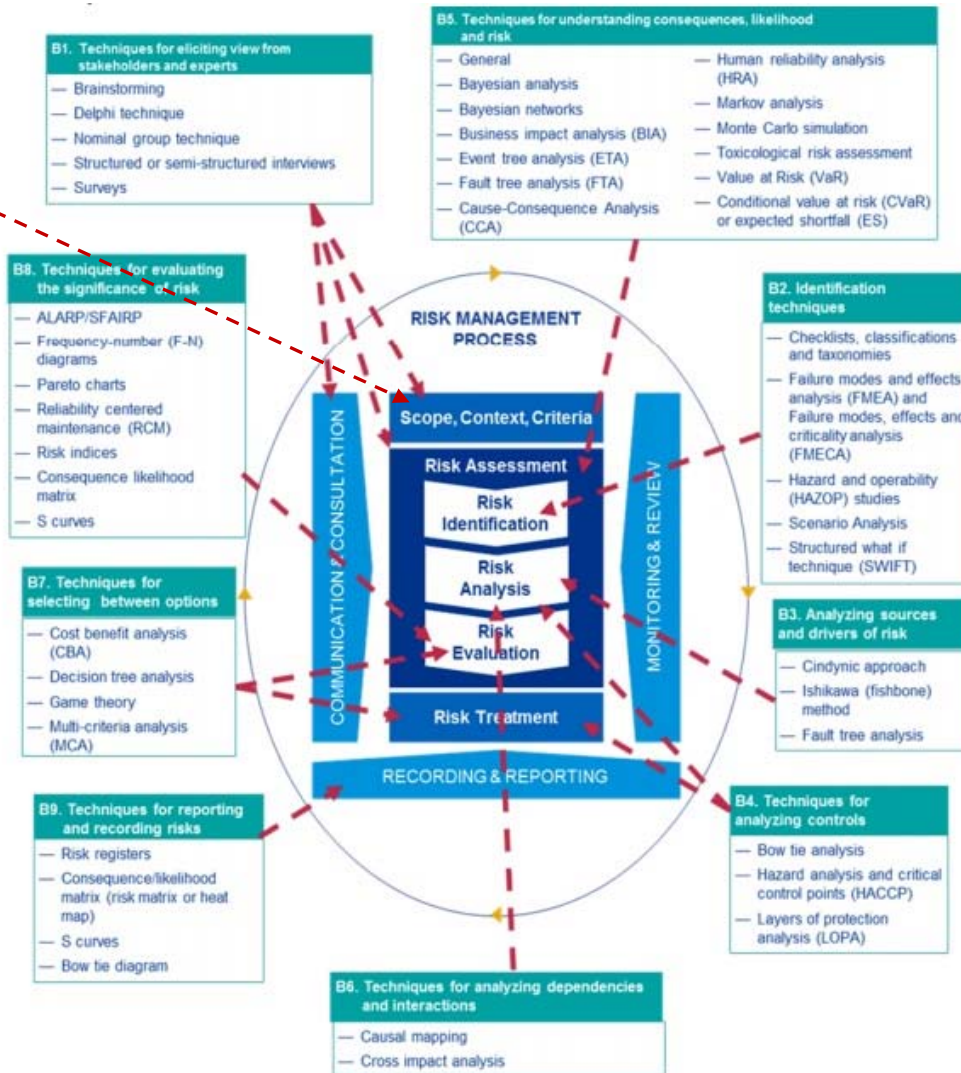 B1. Techniques for eliciting view from
stakeholders and experts
— Brainstorming
— Delphi technique
— Nominal group technique
— Structured or semi-structured interviews
— Surveys
B5. Techniques for understanding consequences, likelihood
and risk
— General
— Bayesian analysis
— Bayesian networks
— Business impact analysis (BIA)
— Event tree analysis (ETA)
— Fault tree analysis (FTA)
— Cause-Consequence Analysis
(CCA)
— Human reliability analysis
(HRA)
— Markov analysis
— Monte Carlo simulation
— Toxicological risk assessment
— Value at Risk (VaR)
— Conditional value at risk (CVaR)
or expected shortfall (ES)
B8. Techniques for evaluating
the significance of risk
— ALARP/SFAIRP
— Frequency-number (F-N)
diagrams
— Pareto charts
— Reliability centered
maintenance (RCM)
— Risk indices
— Consequence likelihood
matrix
— S curves
RISK MANAGEMENT
PROCESS
B2. Identification
techniques
— Checklists, classifications
and taxonomies
— Failure modes and effects
analysis (FMEA) and
Failure modes, effects and
criticality analysis
(FMECA)
— Hazard and operability
(HAZOP) studies
— Scenario Analysis
— Structured what if
technique (SWIFT)
COMMUNICATION & CONSULTATION
Scope, Context, Criteria
Risk Assessment
Risk
Identification
Risk
Analysis
Risk
Evaluation
Risk Treatment
MONITORING & REVIEW
RECORDING & REPORTING
B7. Techniques for
selecting between options
— Cost benefit analysis
(CBA)
— Decision tree analysis
— Game theory
— Multi-criteria analysis
(MCA)
B3. Analyzing sources
and drivers of risk
— Cindynic approach
— Ishikawa (fishbone)
method
— Fault tree analysis
B9. Techniques for reporting
and recording risks
— Risk registers
— Consequence/likelihood
matrix (risk matrix or heat
map)
— S curves
— Bow tie diagram
B4. Techniques for
analyzing controls
— Bow tie analysis
— Hazard analysis and critical
control points (HACCP)
— Layers of protection
analysis (LOPA)
B6. Techniques for analyzing dependencies
and interactions
— Causal mapping
— Cross impact analysis